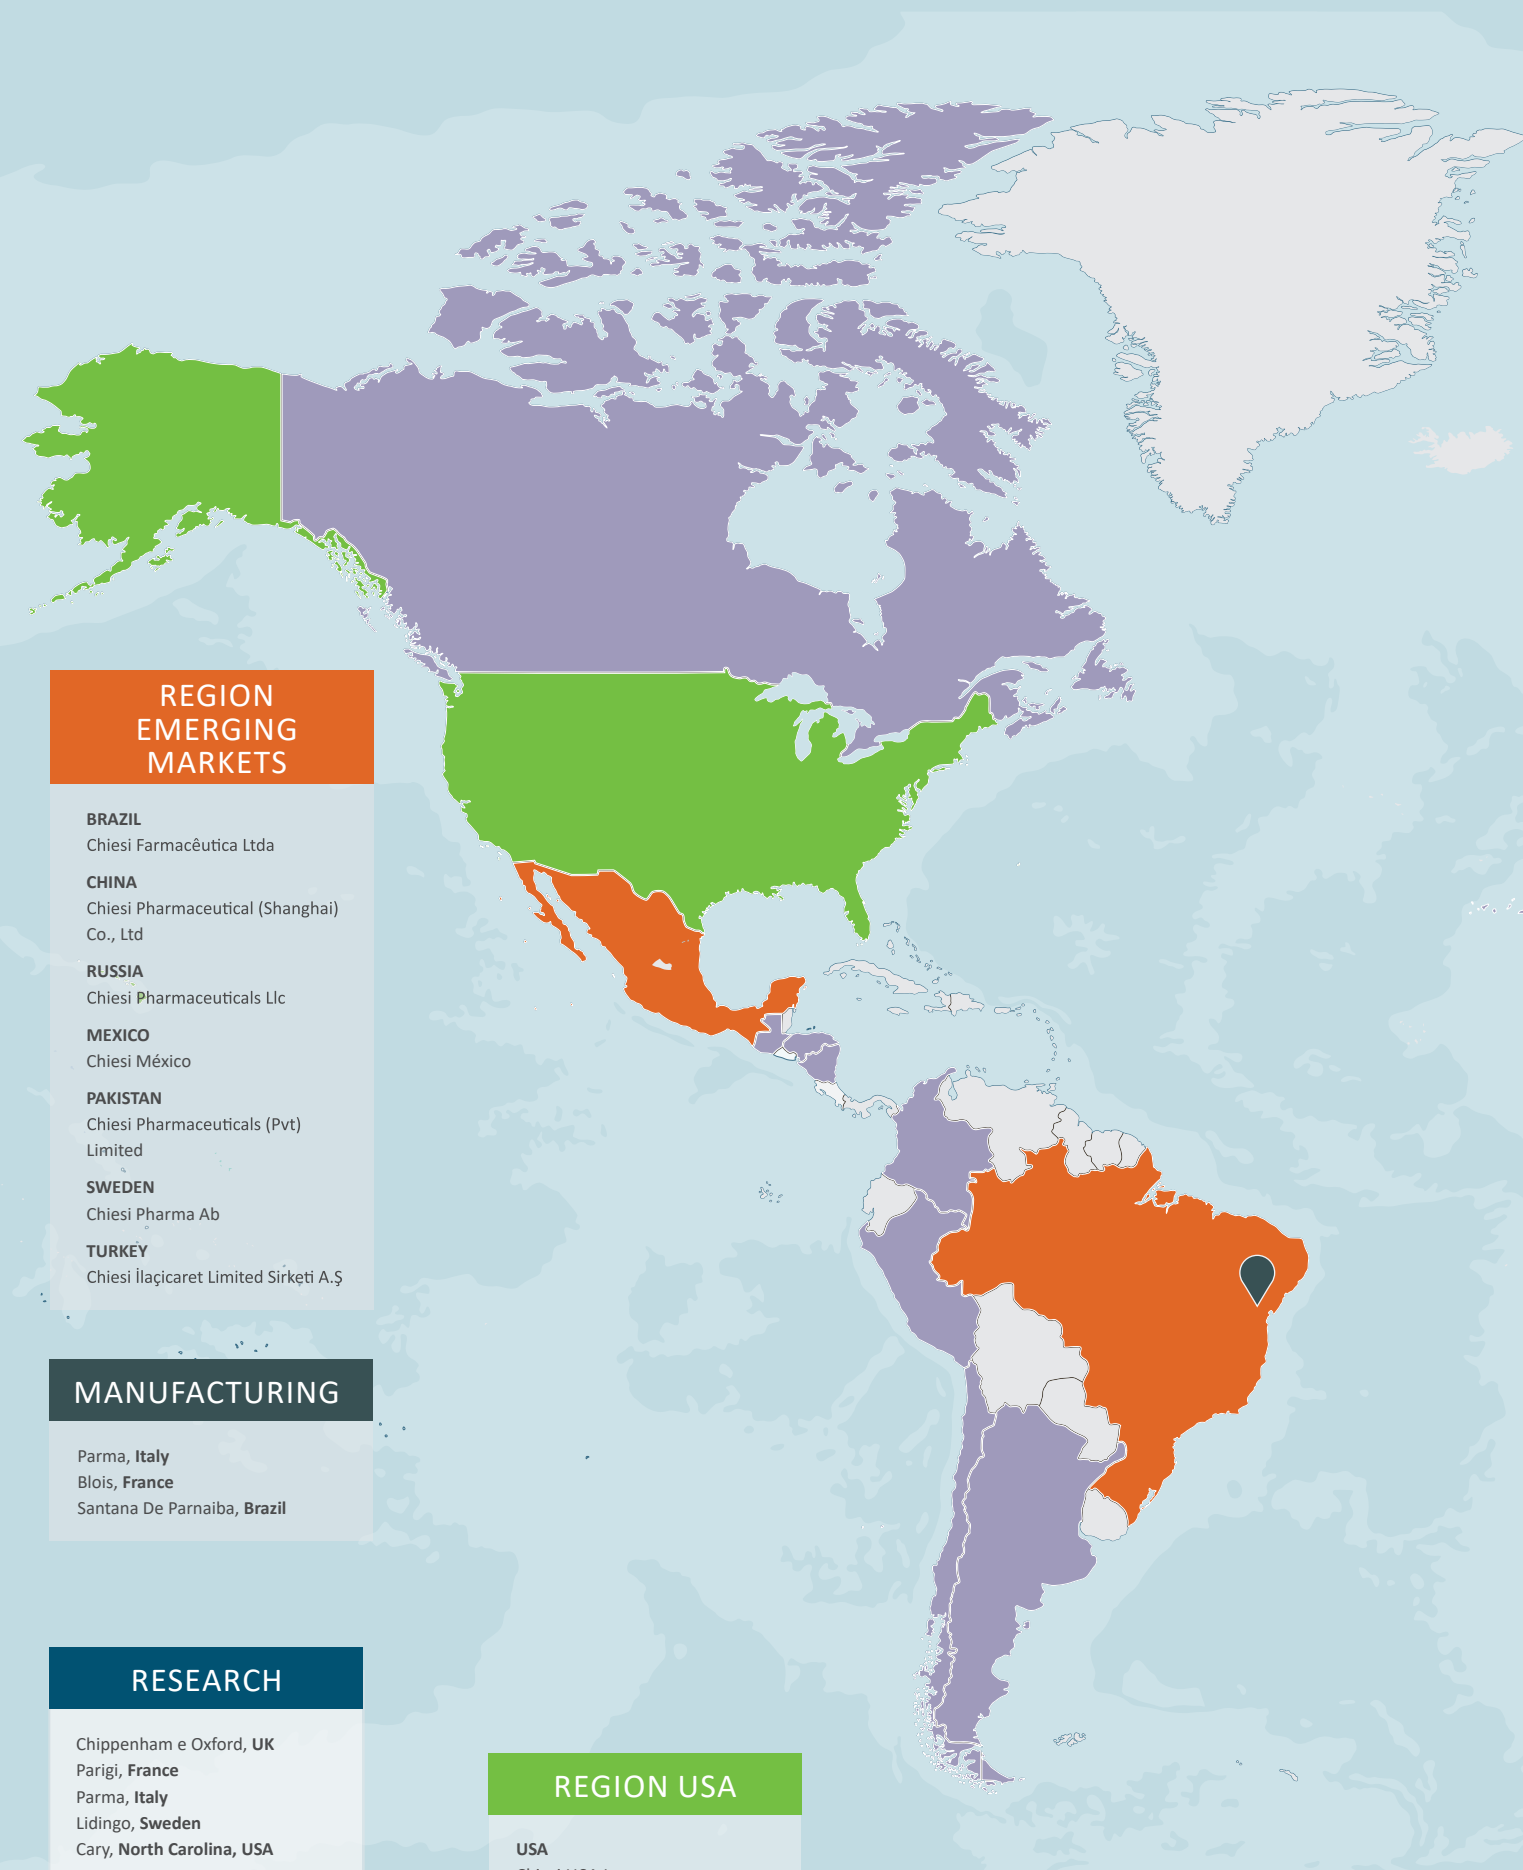 REGION
EMERGING
MARKETS
BRAZIL
Chiesi Farmacêutica Ltda
CHINA
Chiesi Pharmaceutical (Shanghai)
Co., Ltd
RUSSIA
Chiesi Pharmaceuticals Llc
MEXICO
Chiesi México
PAKISTAN
Chiesi Pharmaceuticals (Pvt)
Limited
SWEDEN
Chiesi Pharma Ab
TURKEY
Chiesi İlaçicaret Limited Sirketi A.Ş
MANUFACTURING
Parma, Italy
Blois, France
Santana De Parnaiba, Brazil
RESEARCH
Chippenham e Oxford, UK
Parigi, France
Parma, Italy
Lidingo, Sweden
Cary, North Carolina, USA
REGION USA
USA